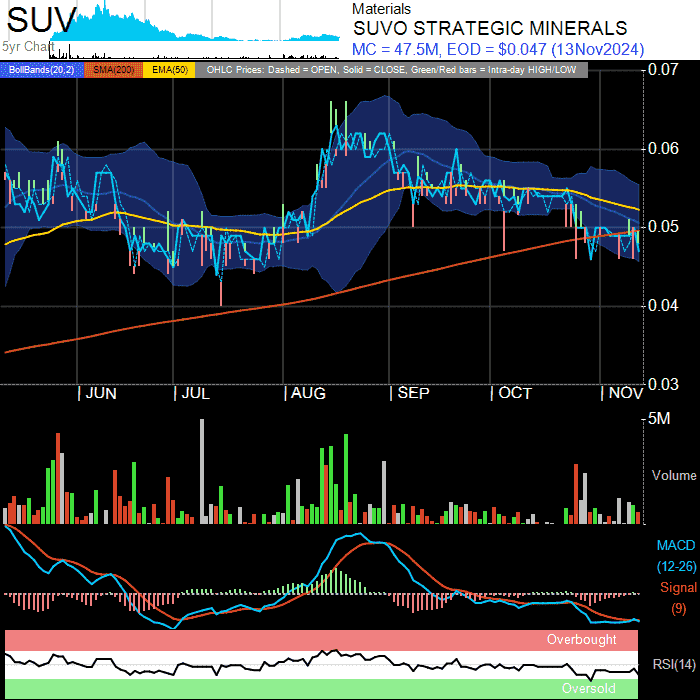 SUV
5yr Chart
Materials
SUVO STRATEGIC MINERALS
MC = 47.5M, EOD = $0.047 (13Nov2024)
BollBands(20,2) SMA(200) EMA(50) OHLC Prices: Dashed = OPEN, Solid = CLOSE, Green/Red bars = Intra-day HIGH/LOW
0.07
0.06
0.05
0.04
0.03
| JUN | JUL | AUG | SEP | OCT | NOV
5M
Volume
MACD
(12-26)
Signal
(9)
Overbought
RSI(14)
Oversold